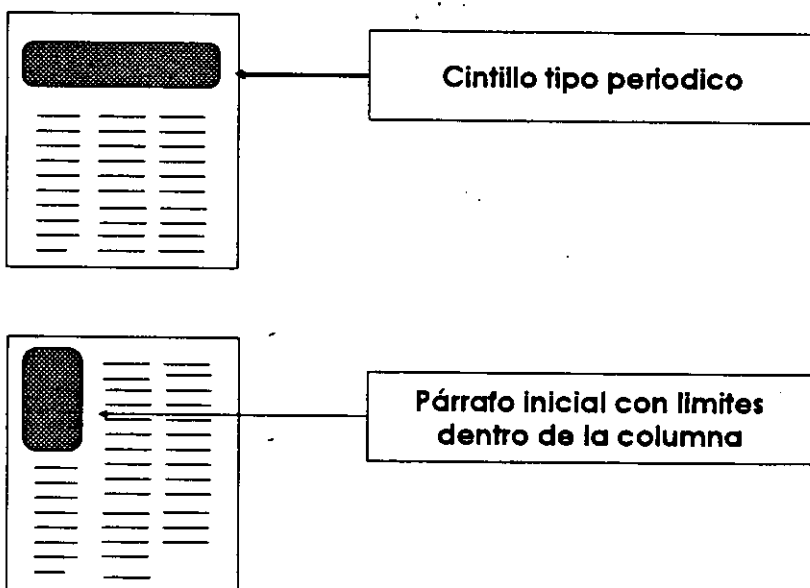 Cintillo tipo periodico
Párrafo inicial con limites
dentro de la columna